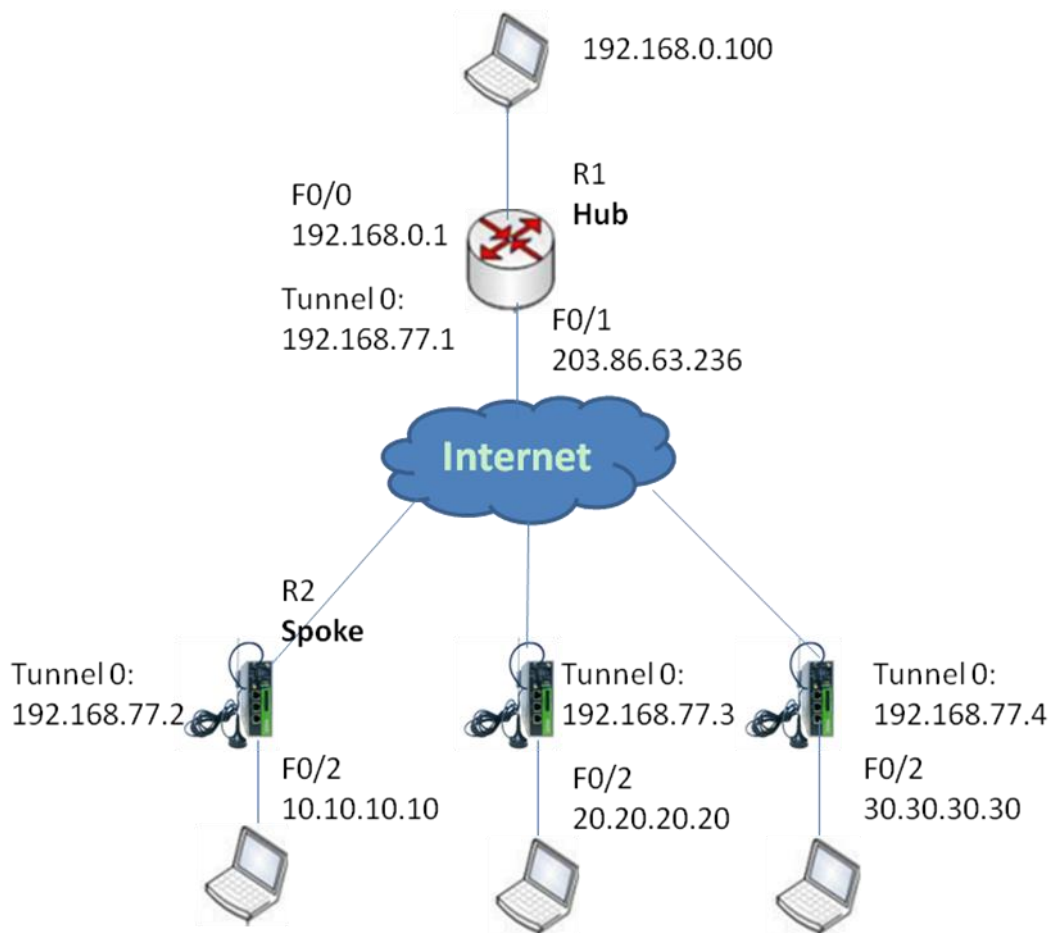 192.168.0.100
R1
Hub
F0/0
192.168.0.1
Tunnel 0:
192.168.77.1
F0/1
203.86.63.236
Internet
R2
Spoke
Tunnel 0:
192.168.77.2
Tunnel 0:
192.168.77.3
Tunnel 0:
192.168.77.4
F0/2
10.10.10.10
F0/2
20.20.20.20
F0/2
30.30.30.30